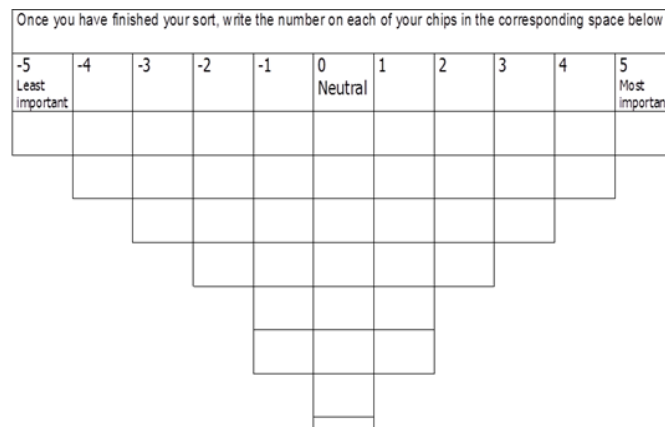 Once you have finished your sort, write the number on each of your chips in the corresponding space below
-5 -4 -3 -2 -1 0 1 2 3 4 5
Least Neutral Most
important importan